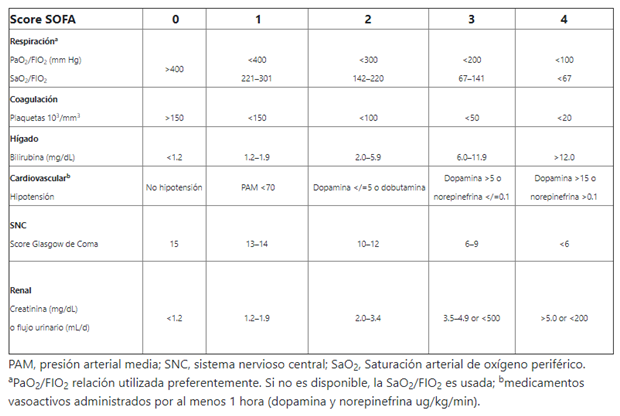 Score SOFA 0 1 2 3 4
Respiraciónᵃ
PaO₂/FIO₂ (mm Hg) >400 <400 <300 <200 <100
SaO₂/FIO₂ 221–301 142–220 67–141 <67
Coagulación
Plaquetas 10³/mm³ >150 <150 <100 <50 <20
Hígado
Bilirubina (mg/dL) <1.2 1.2–1.9 2.0–5.9 6.0–11.9 >12.0
Cardiovascularᵇ
Hipotensión No hipotensión PAM <70 Dopamina </=5 o dobutamina Dopamina >5 o norepinefrina </=0.1 Dopamina >15 o norepinefrina >0.1
SNC
Score Glasgow de Coma 15 13–14 10–12 6–9 <6
Renal
Creatinina (mg/dL)
o flujo urinario (mL/d) <1.2 1.2–1.9 2.0–3.4 3.5–4.9 or <500 >5.0 or <200
PAM, presión arterial media; SNC, sistema nervioso central; SaO₂, Saturación arterial de oxígeno periférico.
ᵃPaO₂/FIO₂ relación utilizada preferentemente. Si no es disponible, la SaO₂/FIO₂ es usada; ᵇmedicamentos
vasoactivos administrados por al menos 1 hora (dopamina y norepinefrina ug/kg/min).